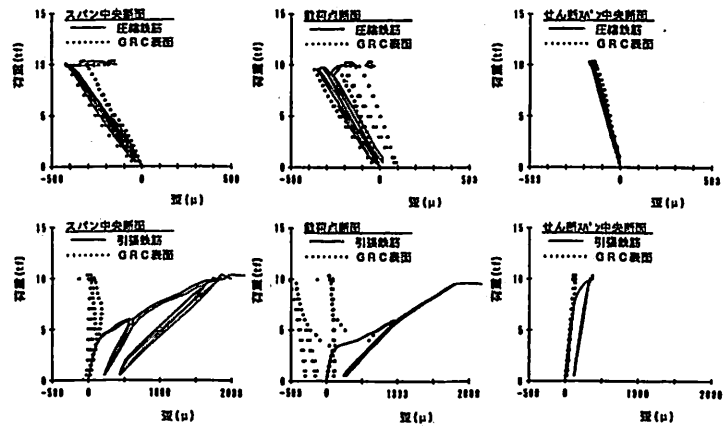 スパン中央断面
圧縮鉄筋
GRC表面
荷重(tf)
15
10
5
0
-500
0
500
歪(μ)
載荷点断面
圧縮鉄筋
GRC表面
荷重(tf)
15
10
5
0
-500
0
500
歪(μ)
せん断スパン中央断面
圧縮鉄筋
GRC表面
荷重(tf)
15
10
5
0
-500
0
500
歪(μ)
スパン中央断面
引張鉄筋
GRC表面
荷重(tf)
15
10
5
0
-500
0
1000
2000
歪(μ)
載荷点断面
引張鉄筋
GRC表面
荷重(tf)
15
10
5
0
-500
0
1000
2000
歪(μ)
せん断スパン中央断面
引張鉄筋
GRC表面
荷重(tf)
15
10
5
0
-500
0
1000
2000
歪(μ)